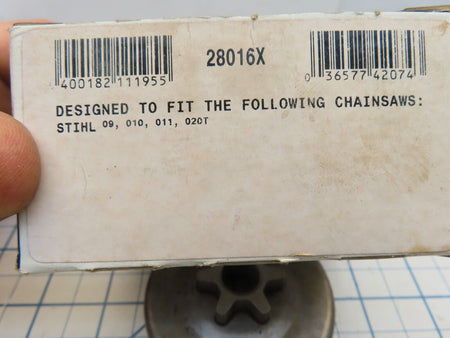 28016X
400182 111955
0 36577 42074
DESIGNED TO FIT THE FOLLOWING CHAINSAWS:
STIHL 09, 010, 011, 020T